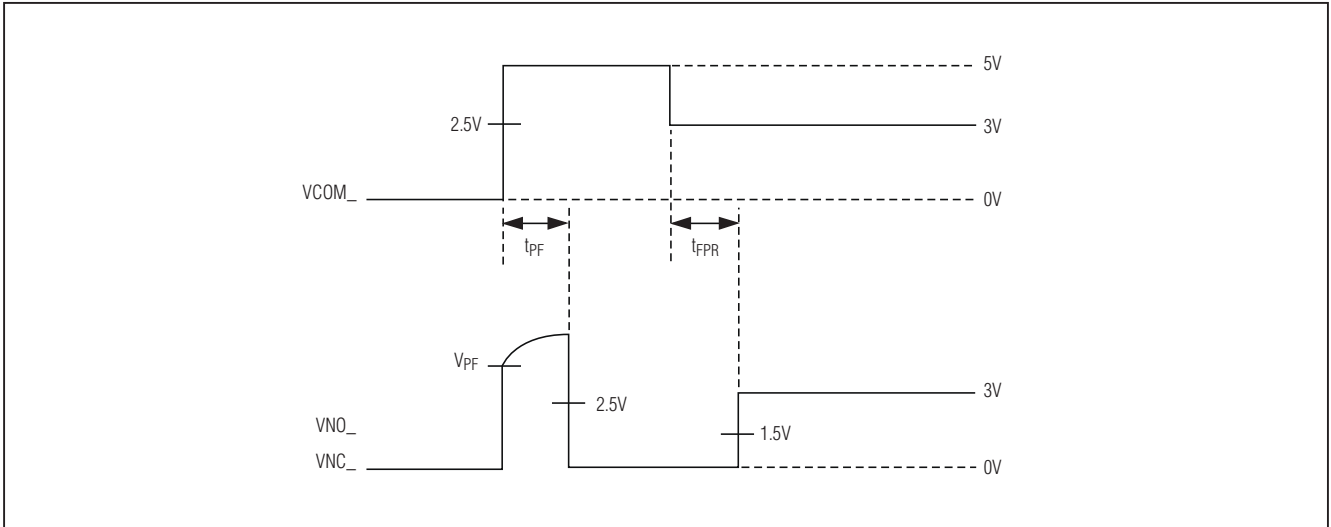 5V
2.5V
3V
VCOM_
0V
tPF
tFPR
VPF
3V
2.5V
VNO_
1.5V
VNC_
0V